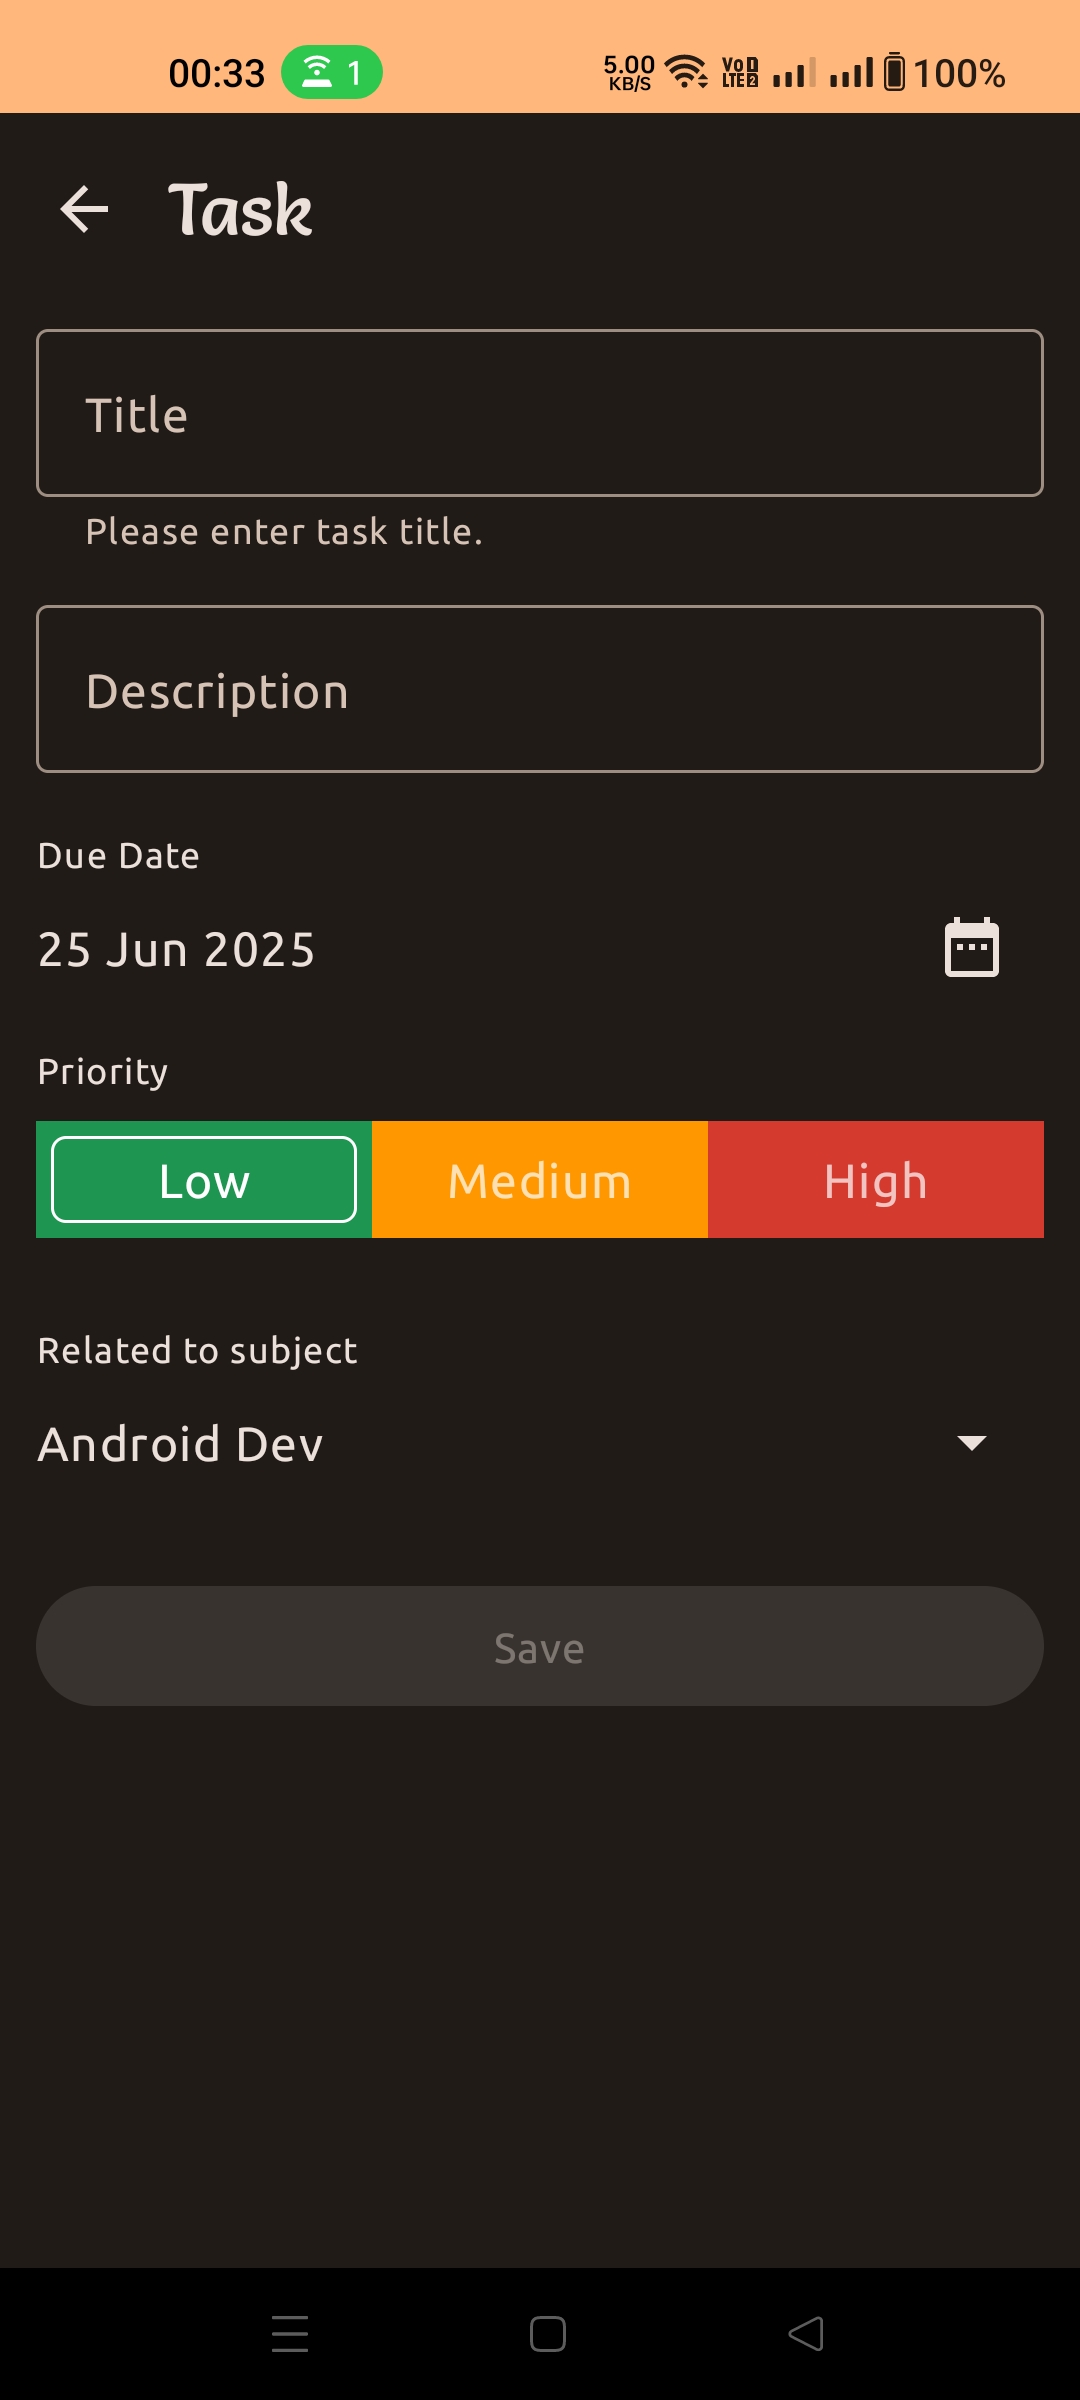 00:33 1 5.00 KB/S VoD LTE2 100%
Task
Title
Please enter task title.
Description
Due Date
25 Jun 2025
Priority
Low Medium High
Related to subject
Android Dev
Save